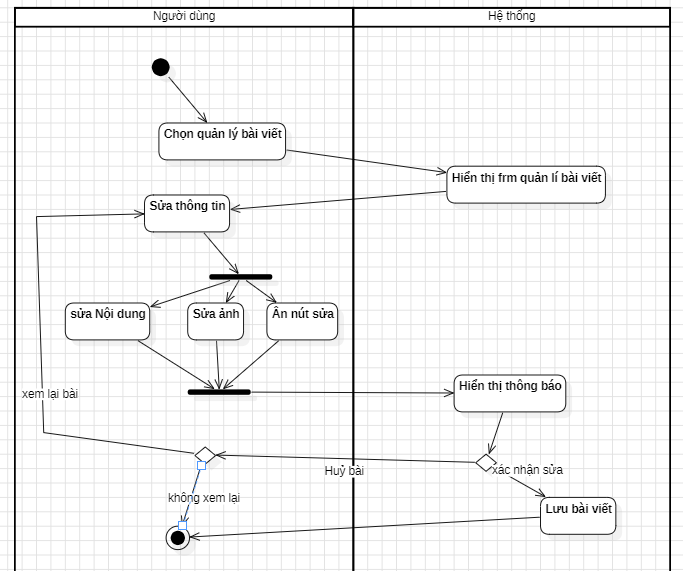 Người dùng
Hệ thống
Chọn quản lý bài viết
Hiển thị frm quản lí bài viết
Sửa thông tin
sửa Nội dung
Sửa ảnh
Ân nút sửa
Hiển thị thông báo
xem lại bài
Huỷ bài
xác nhận sửa
không xem lại
Lưu bài viết